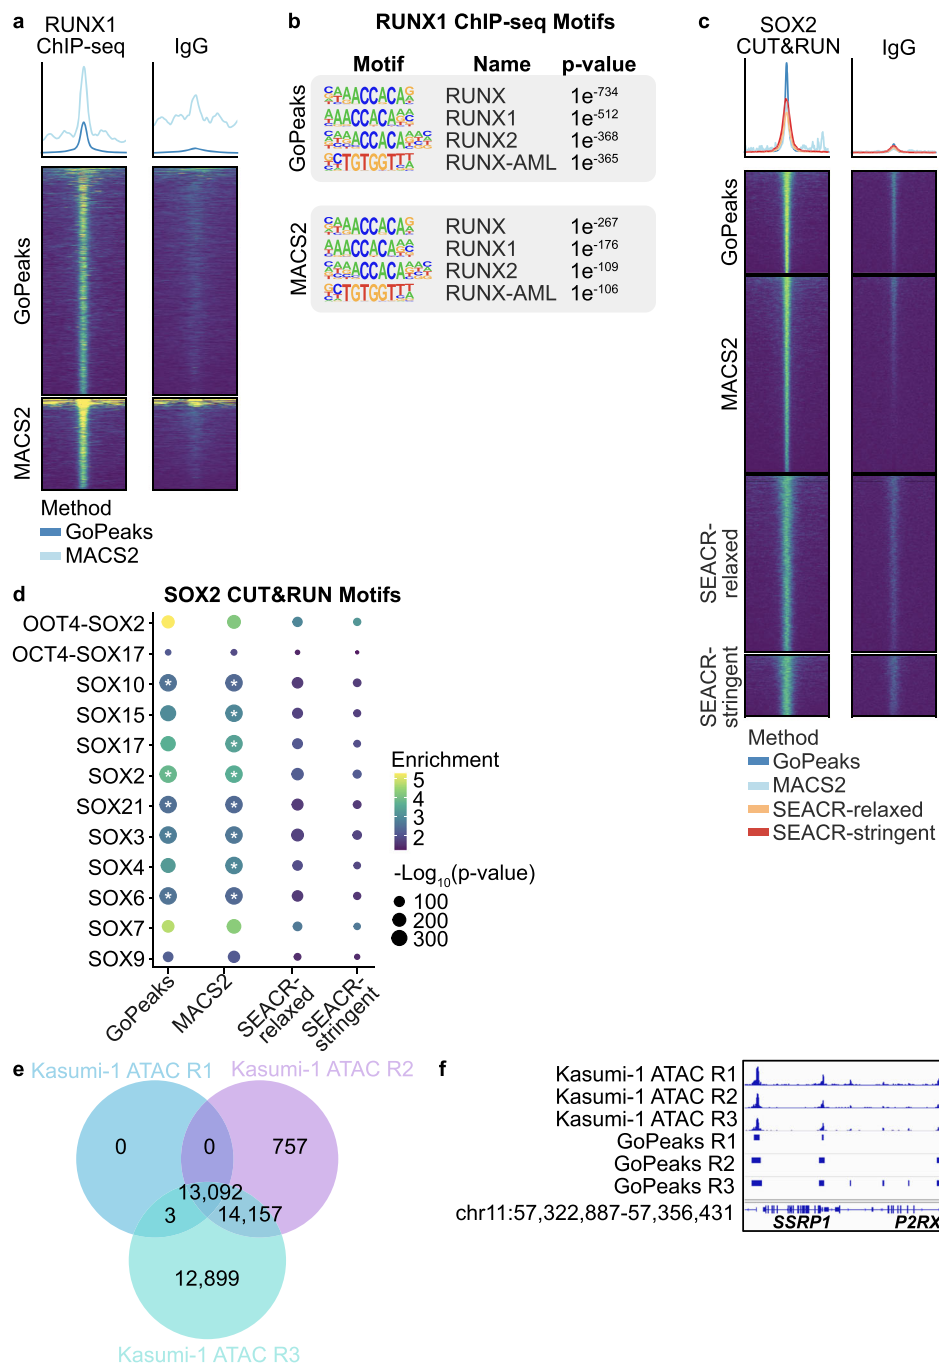 a
RUNX1
ChIP-seq
IgG
GoPeaks
MACS2
Method
GoPeaks
MACS2
b
RUNX1 ChIP-seq Motifs
Motif Name p-value
GoPeaks
RUNX 1e-734
RUNX1 1e-512
RUNX2 1e-368
RUNX-AML 1e-365
MACS2
RUNX 1e-267
RUNX1 1e-176
RUNX2 1e-109
RUNX-AML 1e-106
c
SOX2
CUT&RUN
IgG
GoPeaks
MACS2
SEACR-
relaxed
SEACR-
stringent
Method
GoPeaks
MACS2
SEACR-relaxed
SEACR-stringent
d
SOX2 CUT&RUN Motifs
OOT4-SOX2
OCT4-SOX17
SOX10
SOX15
SOX17
SOX2
SOX21
SOX3
SOX4
SOX6
SOX7
SOX9
GoPeaks
MACS2
SEACR-
relaxed
SEACR-
stringent
Enrichment
5
4
3
2
-Log10(p-value)
100
200
300
e
Kasumi-1 ATAC R1
Kasumi-1 ATAC R2
0
0
757
13,092
3
14,157
12,899
Kasumi-1 ATAC R3
f
Kasumi-1 ATAC R1
Kasumi-1 ATAC R2
Kasumi-1 ATAC R3
GoPeaks R1
GoPeaks R2
GoPeaks R3
chr11:57,322,887-57,356,431
SSRP1
P2RX